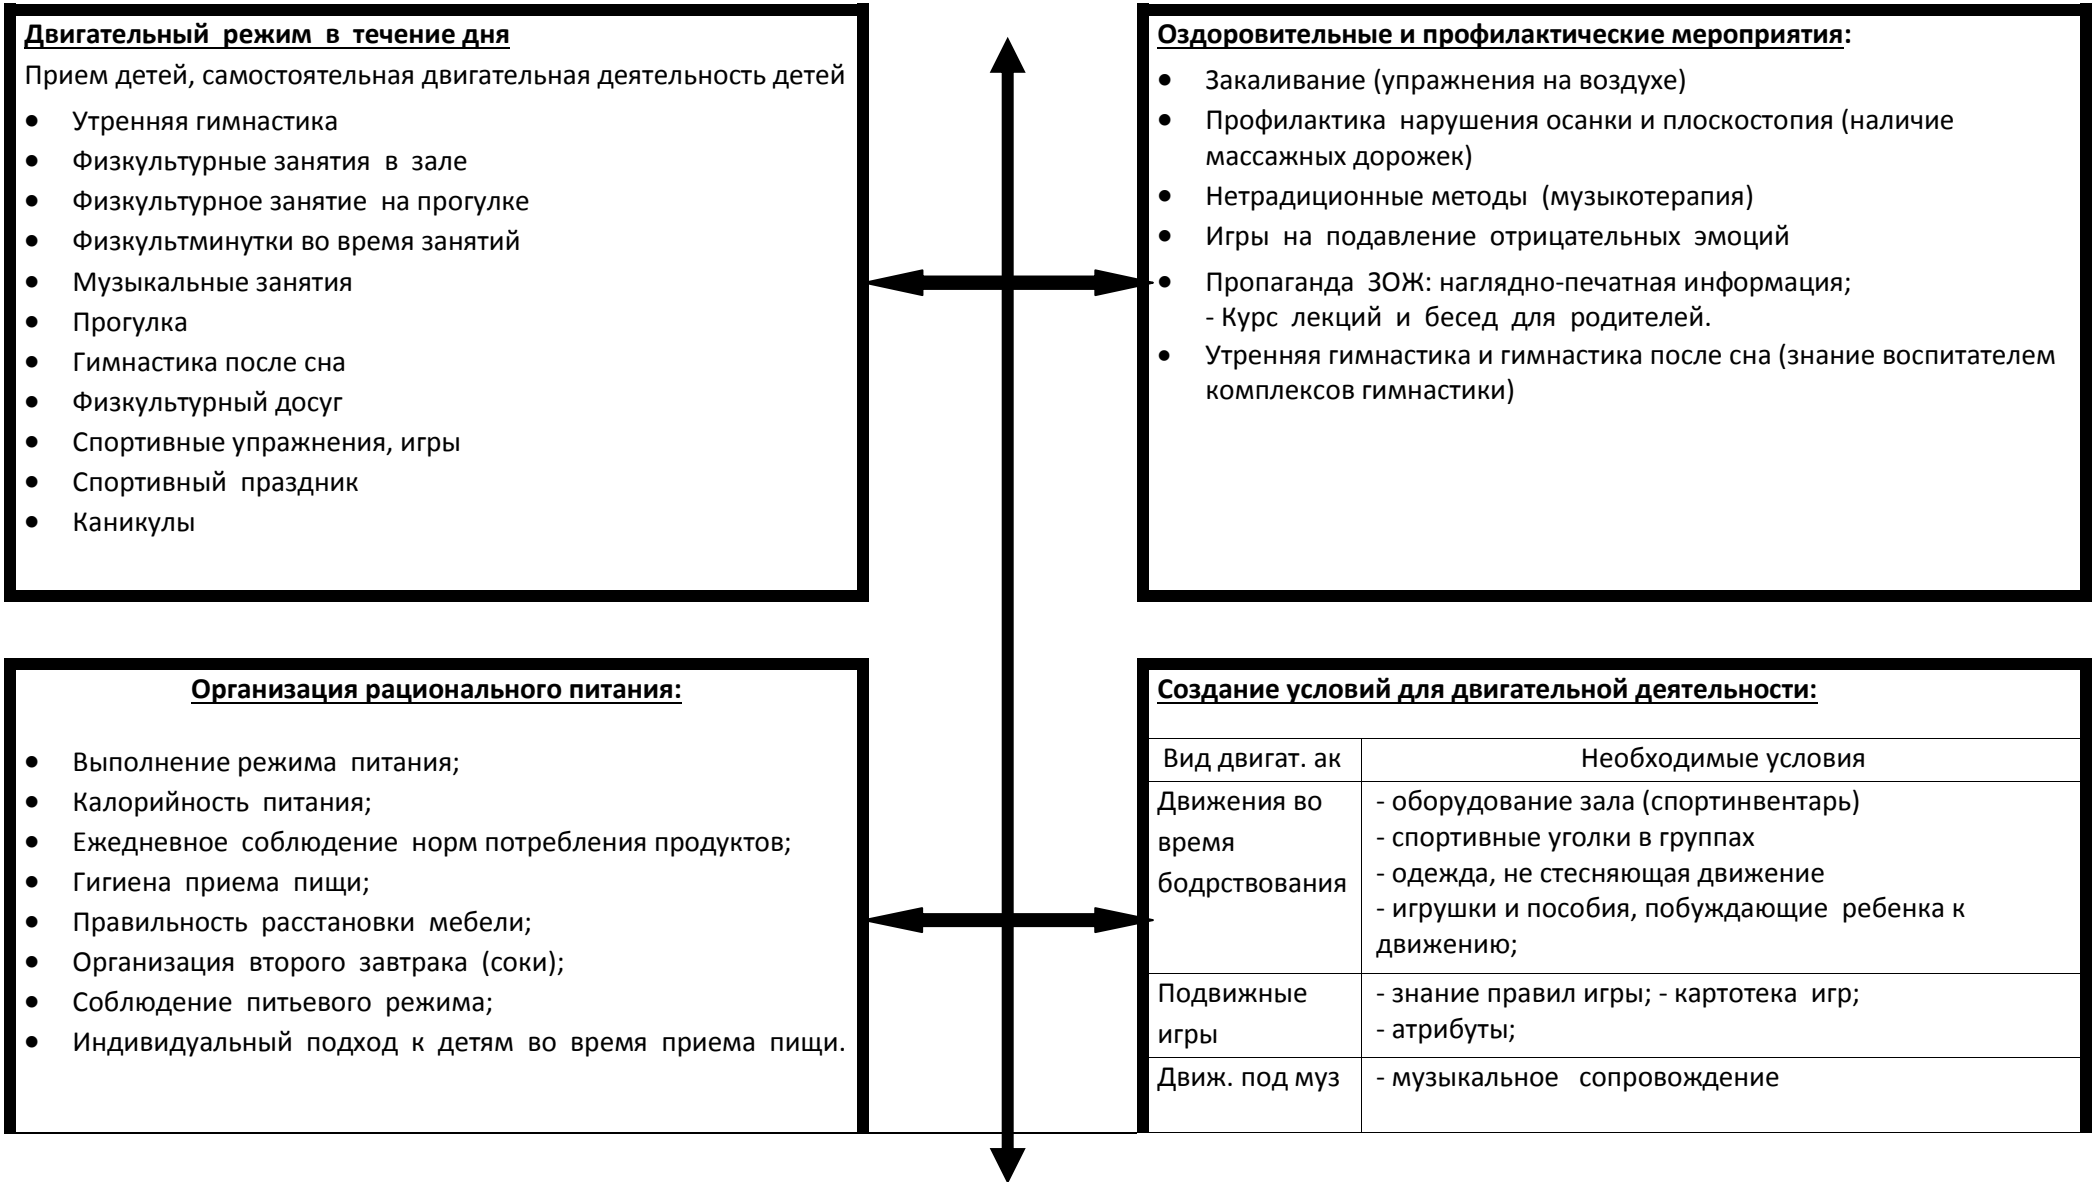 Двигательный режим в течение дня
Прием детей, самостоятельная двигательная деятельность детей
• Утренняя гимнастика
• Физкультурные занятия в зале
• Физкультурное занятие на прогулке
• Физкультминутки во время занятий
• Музыкальные занятия
• Прогулка
• Гимнастика после сна
• Физкультурный досуг
• Спортивные упражнения, игры
• Спортивный праздник
• Каникулы
Оздоровительные и профилактические мероприятия:
• Закаливание (упражнения на воздухе)
• Профилактика нарушения осанки и плоскостопия (наличие
массажных дорожек)
• Нетрадиционные методы (музыкотерапия)
• Игры на подавление отрицательных эмоций
• Пропаганда ЗОЖ: наглядно-печатная информация;
- Курс лекций и бесед для родителей.
• Утренняя гимнастика и гимнастика после сна (знание воспитателем
комплексов гимнастики)
Организация рационального питания:
• Выполнение режима питания;
• Калорийность питания;
• Ежедневное соблюдение норм потребления продуктов;
• Гигиена приема пищи;
• Правильность расстановки мебели;
• Организация второго завтрака (соки);
• Соблюдение питьевого режима;
• Индивидуальный подход к детям во время приема пищи.
Создание условий для двигательной деятельности:
Вид двигат. ак
Необходимые условия
Движения во
время
бодрствования
- оборудование зала (спортинвентарь)
- спортивные уголки в группах
- одежда, не стесняющая движение
- игрушки и пособия, побуждающие ребенка к
движению;
Подвижные
игры
- знание правил игры; - картотека игр;
- атрибуты;
Движ. под муз
- музыкальное сопровождение